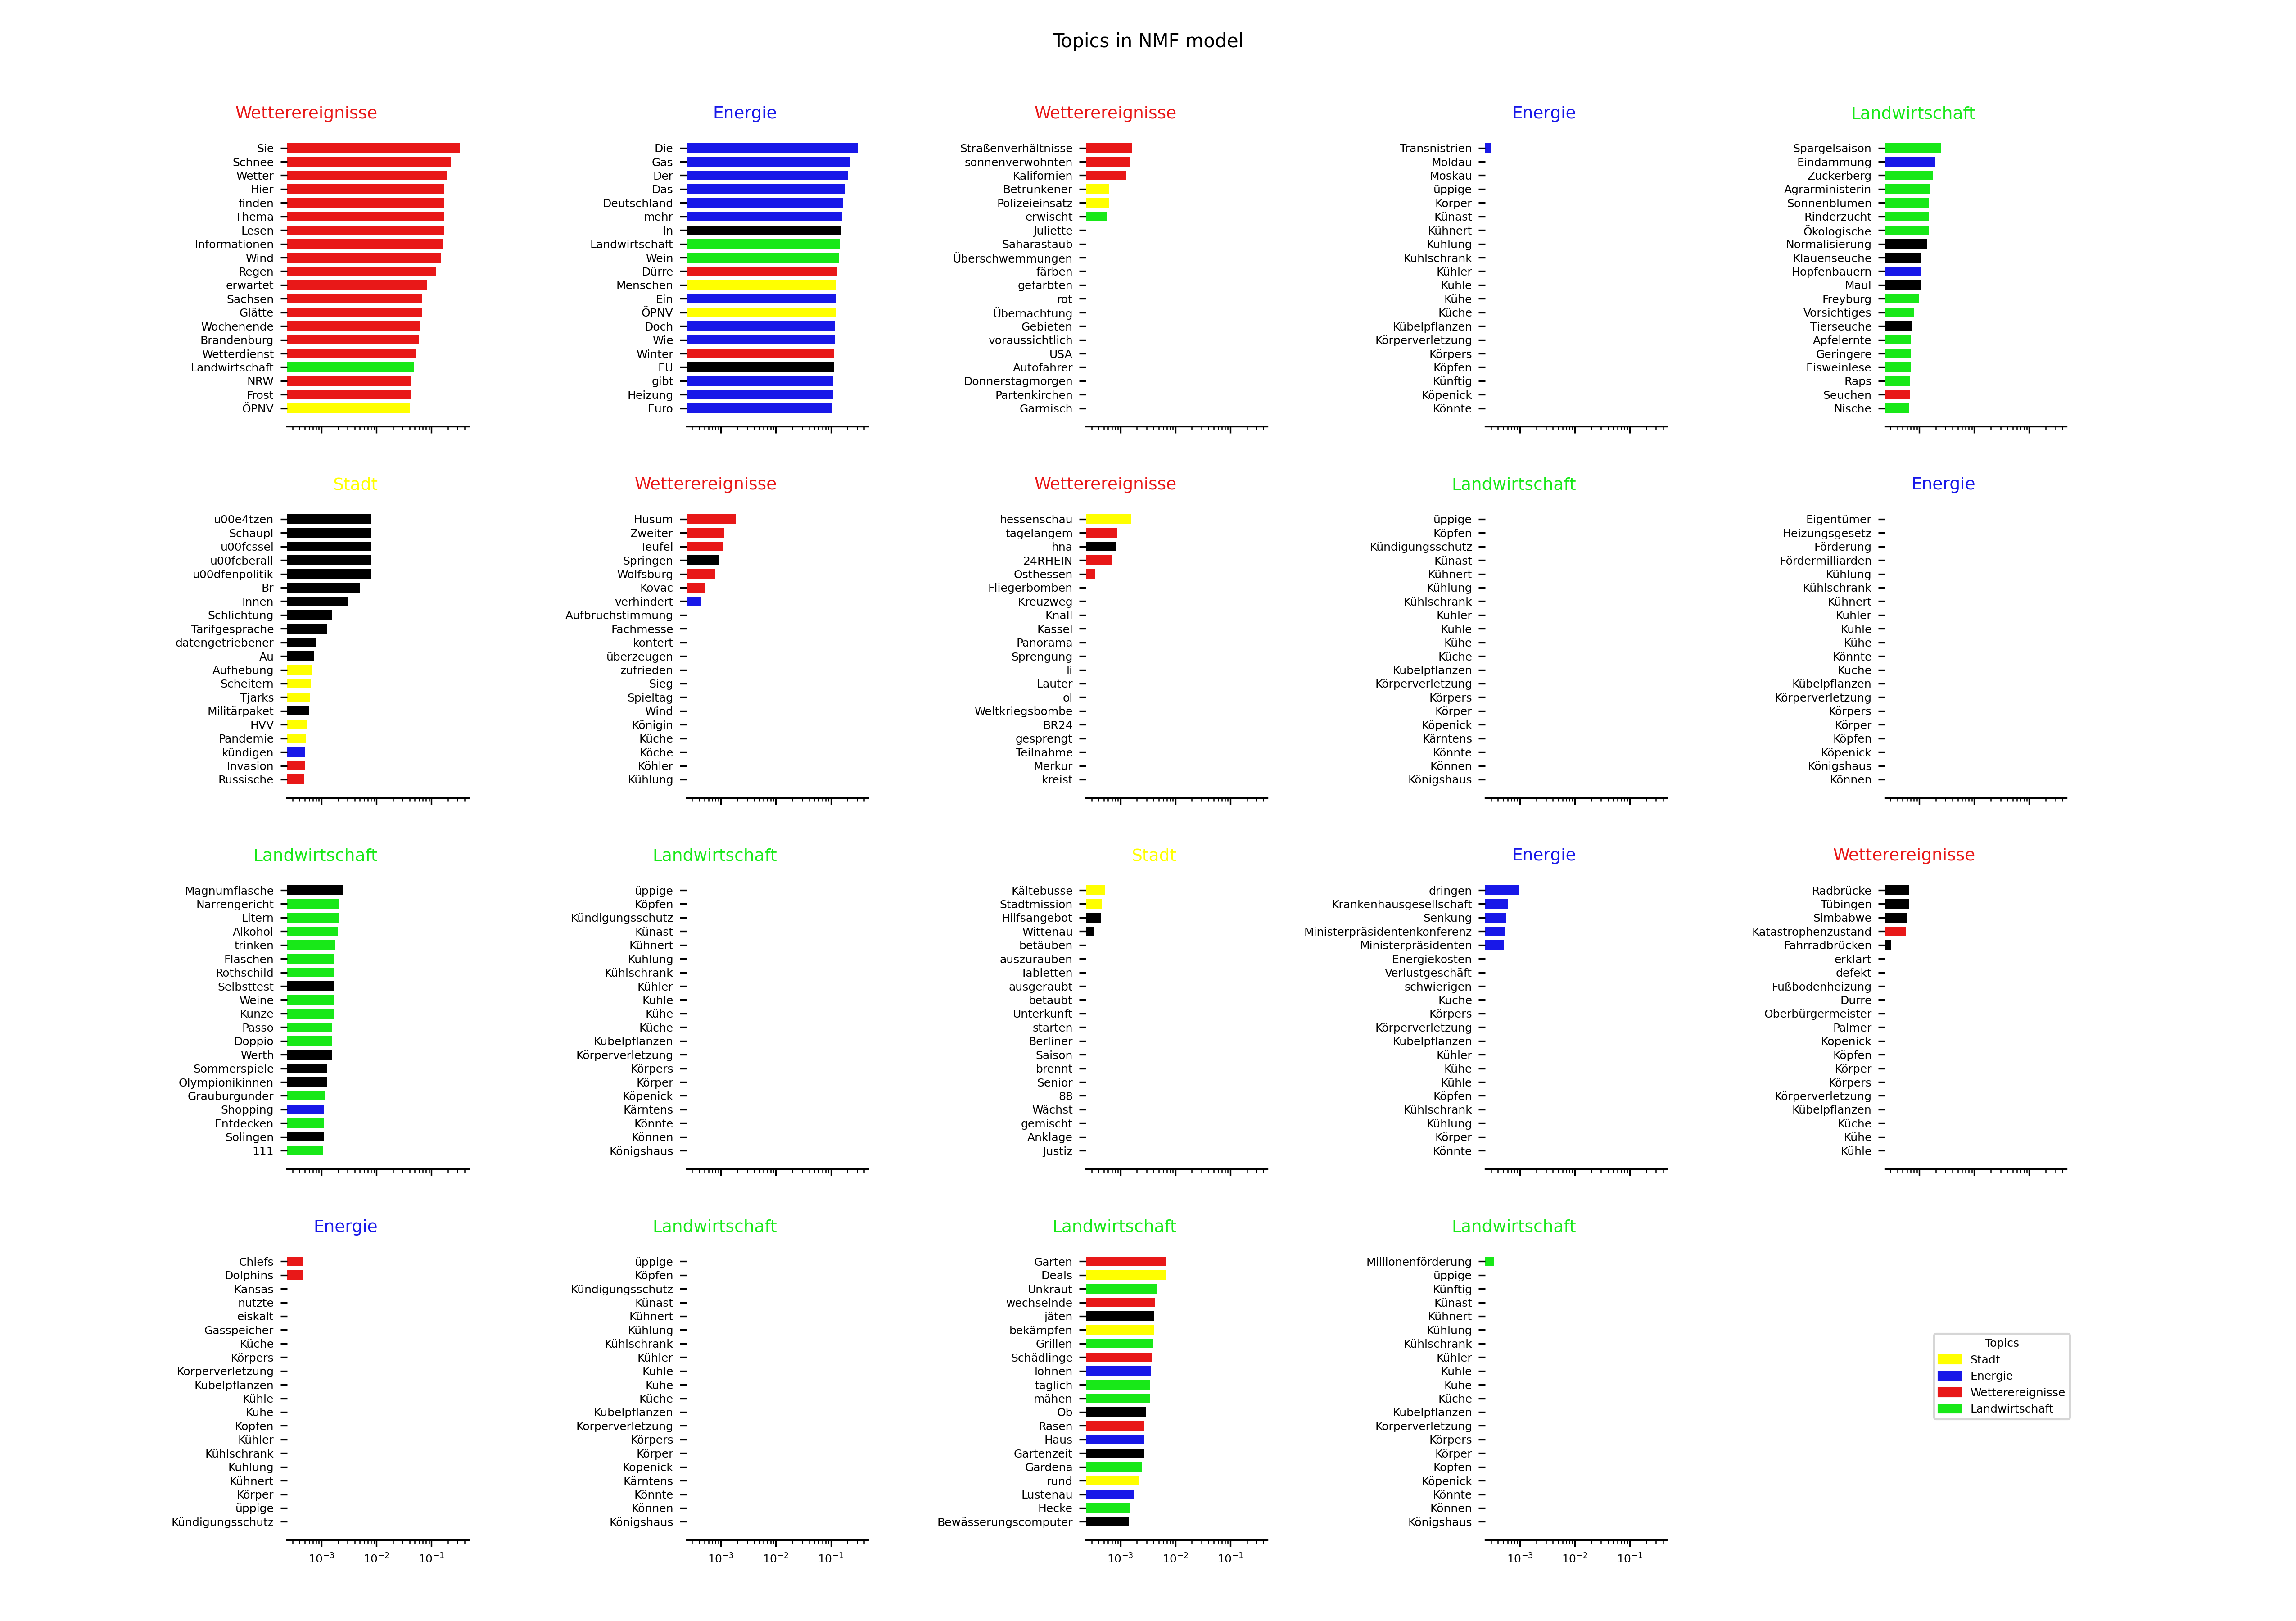 Topics in NMF model
Wetterereignisse
Sie
Schnee
Wetter
Hier
finden
Thema
Lesen
Informationen
Wind
Regen
erwartet
Sachsen
Glätte
Wochenende
Brandenburg
Wetterdienst
Landwirtschaft
NRW
Frost
ÖPNV
Energie
Die
Gas
Der
Das
Deutschland
mehr
In
Landwirtschaft
Wein
Dürre
Menschen
Ein
ÖPNV
Doch
Wie
Winter
EU
gibt
Heizung
Euro
Wetterereignisse
Straßenverhältnisse
sonnenverwöhnten
Kalifornien
Betrunkener
Polizeieinsatz
erwischt
Juliette
Saharastaub
Überschwemmungen
färben
gefärbten
rot
Übernachtung
Gebieten
voraussichtlich
USA
Autofahrer
Donnerstagmorgen
Partenkirchen
Garmisch
Energie
Transnistrien
Moldau
Moskau
üppige
Körper
Künast
Kühnert
Kühlung
Kühlschrank
Kühler
Kühle
Kühe
Küche
Kübelpflanzen
Körperverletzung
Körpers
Köpfen
Künftig
Köpenick
Könnte
Landwirtschaft
Spargelsaison
Eindämmung
Zuckerberg
Agrarministerin
Sonnenblumen
Rinderzucht
Ökologische
Normalisierung
Klauenseuche
Hopfenbauern
Maul
Freyburg
Vorsichtiges
Tierseuche
Apfelernte
Geringere
Eisweinlese
Raps
Seuchen
Nische
Stadt
u00e4tzen
Schaupl
u00fcssel
u00fcberall
u00dfenpolitik
Br
Innen
Schlichtung
Tarifgespräche
datengetriebener
Au
Aufhebung
Scheitern
Tjarks
Militärpaket
HVV
Pandemie
kündigen
Invasion
Russische
Wetterereignisse
Husum
Zweiter
Teufel
Springen
Wolfsburg
Kovac
verhindert
Aufbruchstimmung
Fachmesse
kontert
überzeugen
zufrieden
Sieg
Spieltag
Wind
Königin
Küche
Köche
Köhler
Kühlung
Wetterereignisse
hessenschau
tagelangem
hna
24RHEIN
Osthessen
Fliegerbomben
Kreuzweg
Knall
Kassel
Panorama
Sprengung
li
Lauter
ol
Weltkriegsbombe
BR24
gesprengt
Teilnahme
Merkur
kreist
Landwirtschaft
üppige
Köpfen
Kündigungsschutz
Künast
Kühnert
Kühlung
Kühlschrank
Kühler
Kühle
Kühe
Küche
Kübelpflanzen
Körperverletzung
Körpers
Körper
Köpenick
Kärntens
Könnte
Können
Königshaus
Energie
Eigentümer
Heizungsgesetz
Förderung
Fördermilliarden
Kühlung
Kühlschrank
Kühnert
Kühler
Kühle
Kühe
Könnte
Küche
Kübelpflanzen
Körperverletzung
Körpers
Körper
Köpfen
Köpenick
Königshaus
Können
Landwirtschaft
Magnumflasche
Narrengericht
Litern
Alkohol
trinken
Flaschen
Rothschild
Selbsttest
Weine
Kunze
Passo
Doppio
Werth
Sommerspiele
Olympionikinnen
Grauburgunder
Shopping
Entdecken
Solingen
111
Landwirtschaft
üppige
Köpfen
Kündigungsschutz
Künast
Kühnert
Kühlung
Kühlschrank
Kühler
Kühle
Kühe
Küche
Kübelpflanzen
Körperverletzung
Körpers
Körper
Köpenick
Kärntens
Könnte
Können
Königshaus
Stadt
Kältebusse
Stadtmission
Hilfsangebot
Wittenau
betäuben
auszurauben
Tabletten
ausgeraubt
betäubt
Unterkunft
starten
Berliner
Saison
brennt
Senior
88
Wächst
gemischt
Anklage
Justiz
Energie
dringen
Krankenhausgesellschaft
Senkung
Ministerpräsidentenkonferenz
Ministerpräsidenten
Energiekosten
Verlustgeschäft
schwierigen
Küche
Körpers
Körperverletzung
Kübelpflanzen
Kühler
Kühe
Kühle
Köpfen
Kühlschrank
Kühlung
Körper
Könnte
Wetterereignisse
Radbrücke
Tübingen
Simbabwe
Katastrophenzustand
Fahrradbrücken
erklärt
defekt
Fußbodenheizung
Dürre
Oberbürgermeister
Palmer
Köpenick
Köpfen
Körper
Körpers
Körperverletzung
Kübelpflanzen
Küche
Kühe
Kühle
Energie
Chiefs
Dolphins
Kansas
nutzte
eiskalt
Gasspeicher
Küche
Körpers
Körperverletzung
Kübelpflanzen
Kühle
Kühe
Köpfen
Kühler
Kühlschrank
Kühlung
Kühnert
Körper
üppige
Kündigungsschutz
10⁻³ 10⁻² 10⁻¹
Landwirtschaft
üppige
Köpfen
Kündigungsschutz
Künast
Kühnert
Kühlung
Kühlschrank
Kühler
Kühle
Kühe
Küche
Kübelpflanzen
Körperverletzung
Körpers
Körper
Köpenick
Kärntens
Könnte
Können
Königshaus
10⁻³ 10⁻² 10⁻¹
Landwirtschaft
Garten
Deals
Unkraut
wechselnde
jäten
bekämpfen
Grillen
Schädlinge
lohnen
täglich
mähen
Ob
Rasen
Haus
Gartenzeit
Gardena
rund
Lustenau
Hecke
Bewässerungscomputer
10⁻³ 10⁻² 10⁻¹
Landwirtschaft
Millionenförderung
üppige
Künftig
Künast
Kühnert
Kühlung
Kühlschrank
Kühler
Kühle
Kühe
Küche
Kübelpflanzen
Körperverletzung
Körpers
Körper
Köpfen
Köpenick
Könnte
Können
Königshaus
10⁻³ 10⁻² 10⁻¹
Topics
Stadt
Energie
Wetterereignisse
Landwirtschaft